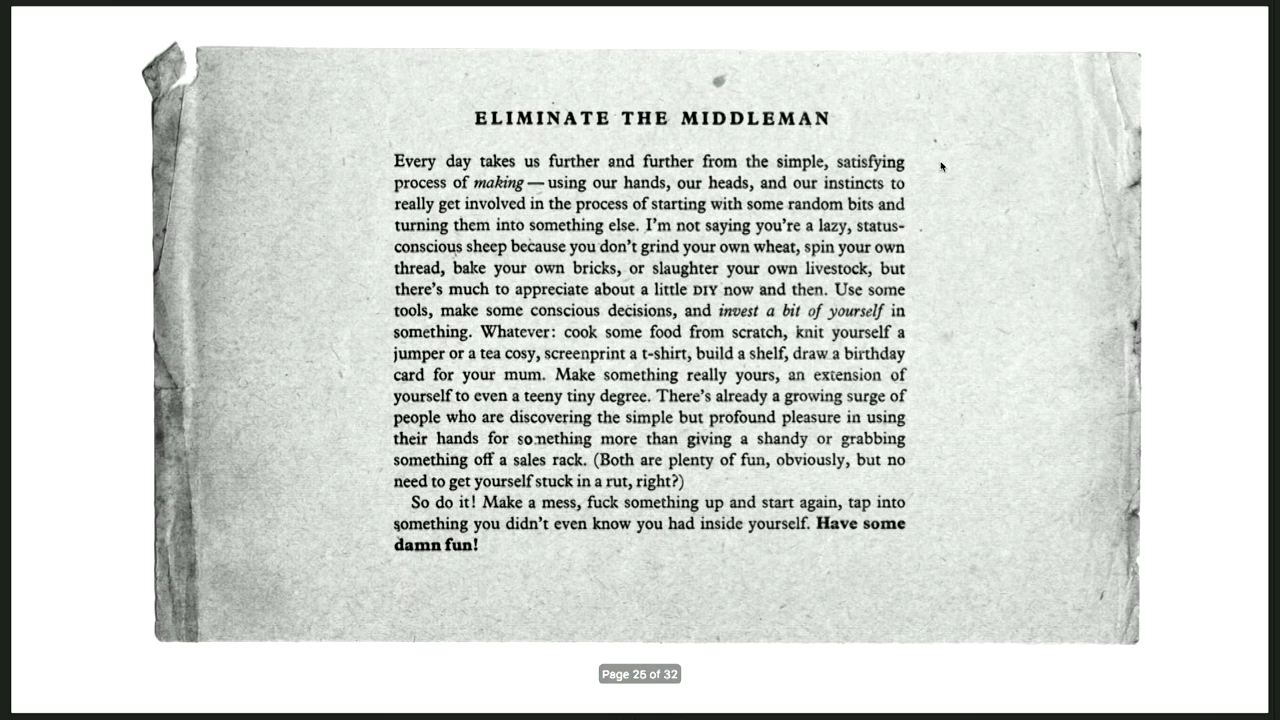 ELIMINATE THE MIDDLEMAN
Every day takes us further and further from the simple, satisfying
process of making — using our hands, our heads, and our instincts to
really get involved in the process of starting with some random bits and
turning them into something else. I'm not saying you're a lazy, status-
conscious sheep because you don't grind your own wheat, spin your own
thread, bake your own bricks, or slaughter your own livestock, but
there's much to appreciate about a little DIY now and then. Use some
tools, make some conscious decisions, and invest a bit of yourself in
something. Whatever: cook some food from scratch, knit yourself a
jumper or a tea cosy, screenprint a t-shirt, build a shelf, draw a birthday
card for your mum. Make something really yours, an extension of
yourself to even a teeny tiny degree. There's already a growing surge of
people who are discovering the simple but profound pleasure in using
their hands for something more than giving a shandy or grabbing
something off a sales rack. (Both are plenty of fun, obviously, but no
need to get yourself stuck in a rut, right?)
So do it! Make a mess, fuck something up and start again, tap into
something you didn't even know you had inside yourself. Have some
damn fun!
Page 26 of 32